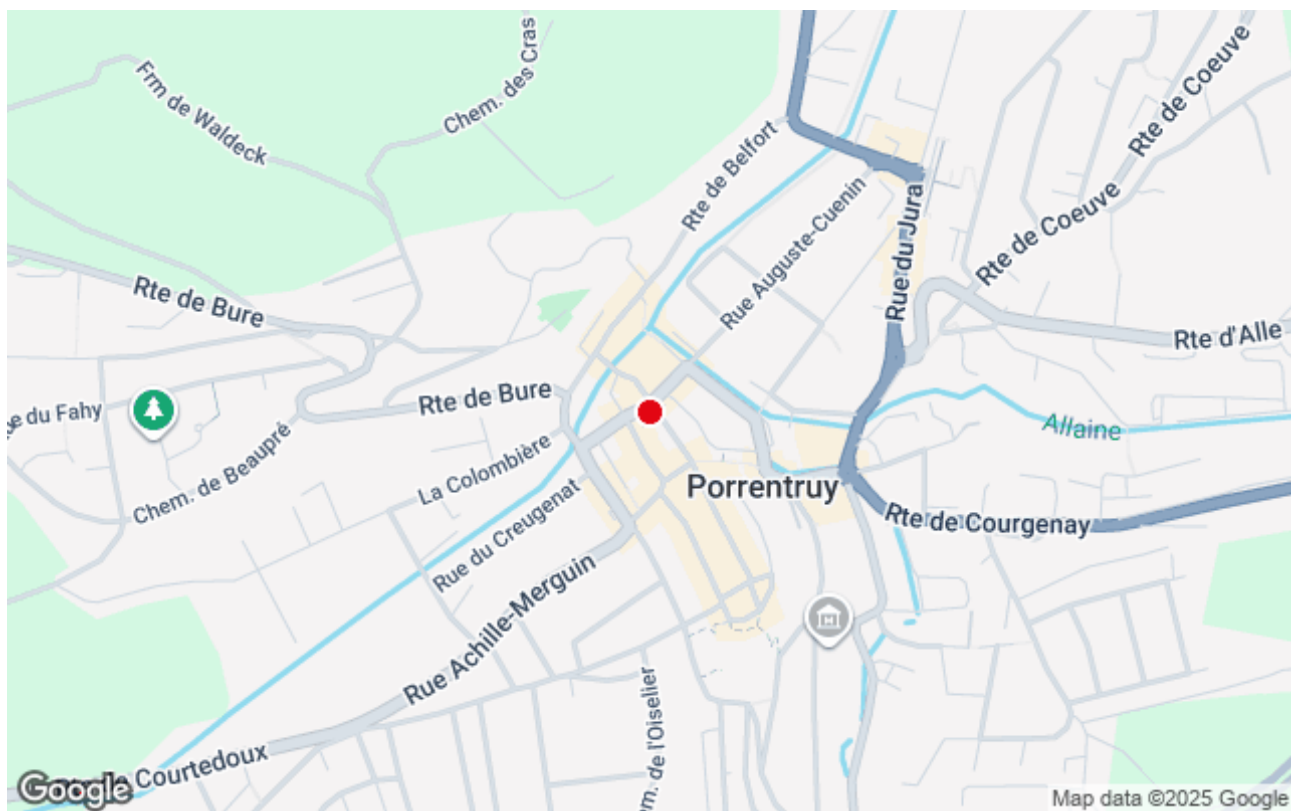 Chem. des Cras
Frm de Waldeck
Rte de Coeuve
Rte de Belfort
Rue Auguste-Cuenin
Rue du Jura
Rte de Coeuve
Rte de Bure
Rte d'Alle
Rte de Bure
du Fahy
Allaine
Chem. de Beaupré
La Colombière
Porrentruy
Rue du Creugenat
Rte de Courgenay
Rue Achille-Merguin
de l'Oiselier
Courtedoux
Google
Map data ©2025 Google